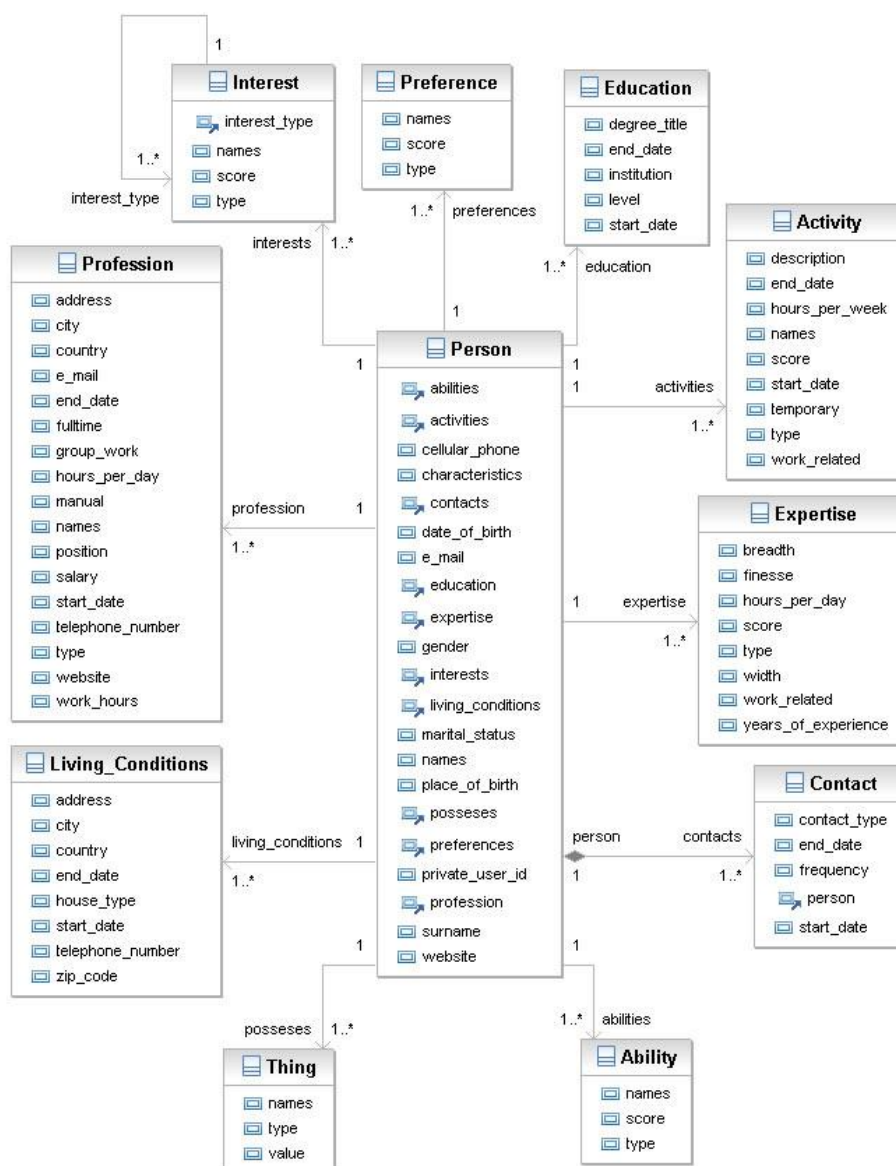 1
Interest
interest_type
names
score
type
1..*
interest_type
Preference
names
score
type
Education
degree_title
end_date
institution
level
start_date
interests 1..*
1..* preferences
1..* education
Activity
description
end_date
hours_per_week
names
score
start_date
temporary
type
work_related
Profession
address
city
country
e_mail
end_date
fulltime
group_work
hours_per_day
manual
names
position
salary
start_date
telephone_number
type
website
work_hours
1
1
1
Person
abilities
activities
cellular_phone
characteristics
contacts
date_of_birth
e_mail
education
expertise
gender
interests
living_conditions
marital_status
names
place_of_birth
posseses
preferences
private_user_id
profession
surname
website
1 activities
1..*
profession 1
1..*
Expertise
breadth
finesse
hours_per_day
score
type
width
work_related
years_of_experience
1 expertise
1..*
Living_Conditions
address
city
country
end_date
house_type
start_date
telephone_number
zip_code
living_conditions 1
1..*
person contacts
1 1..*
Contact
contact_type
end_date
frequency
person
start_date
1
1
posseses 1..*
1..* abilities
Thing
names
type
value
Ability
names
score
type